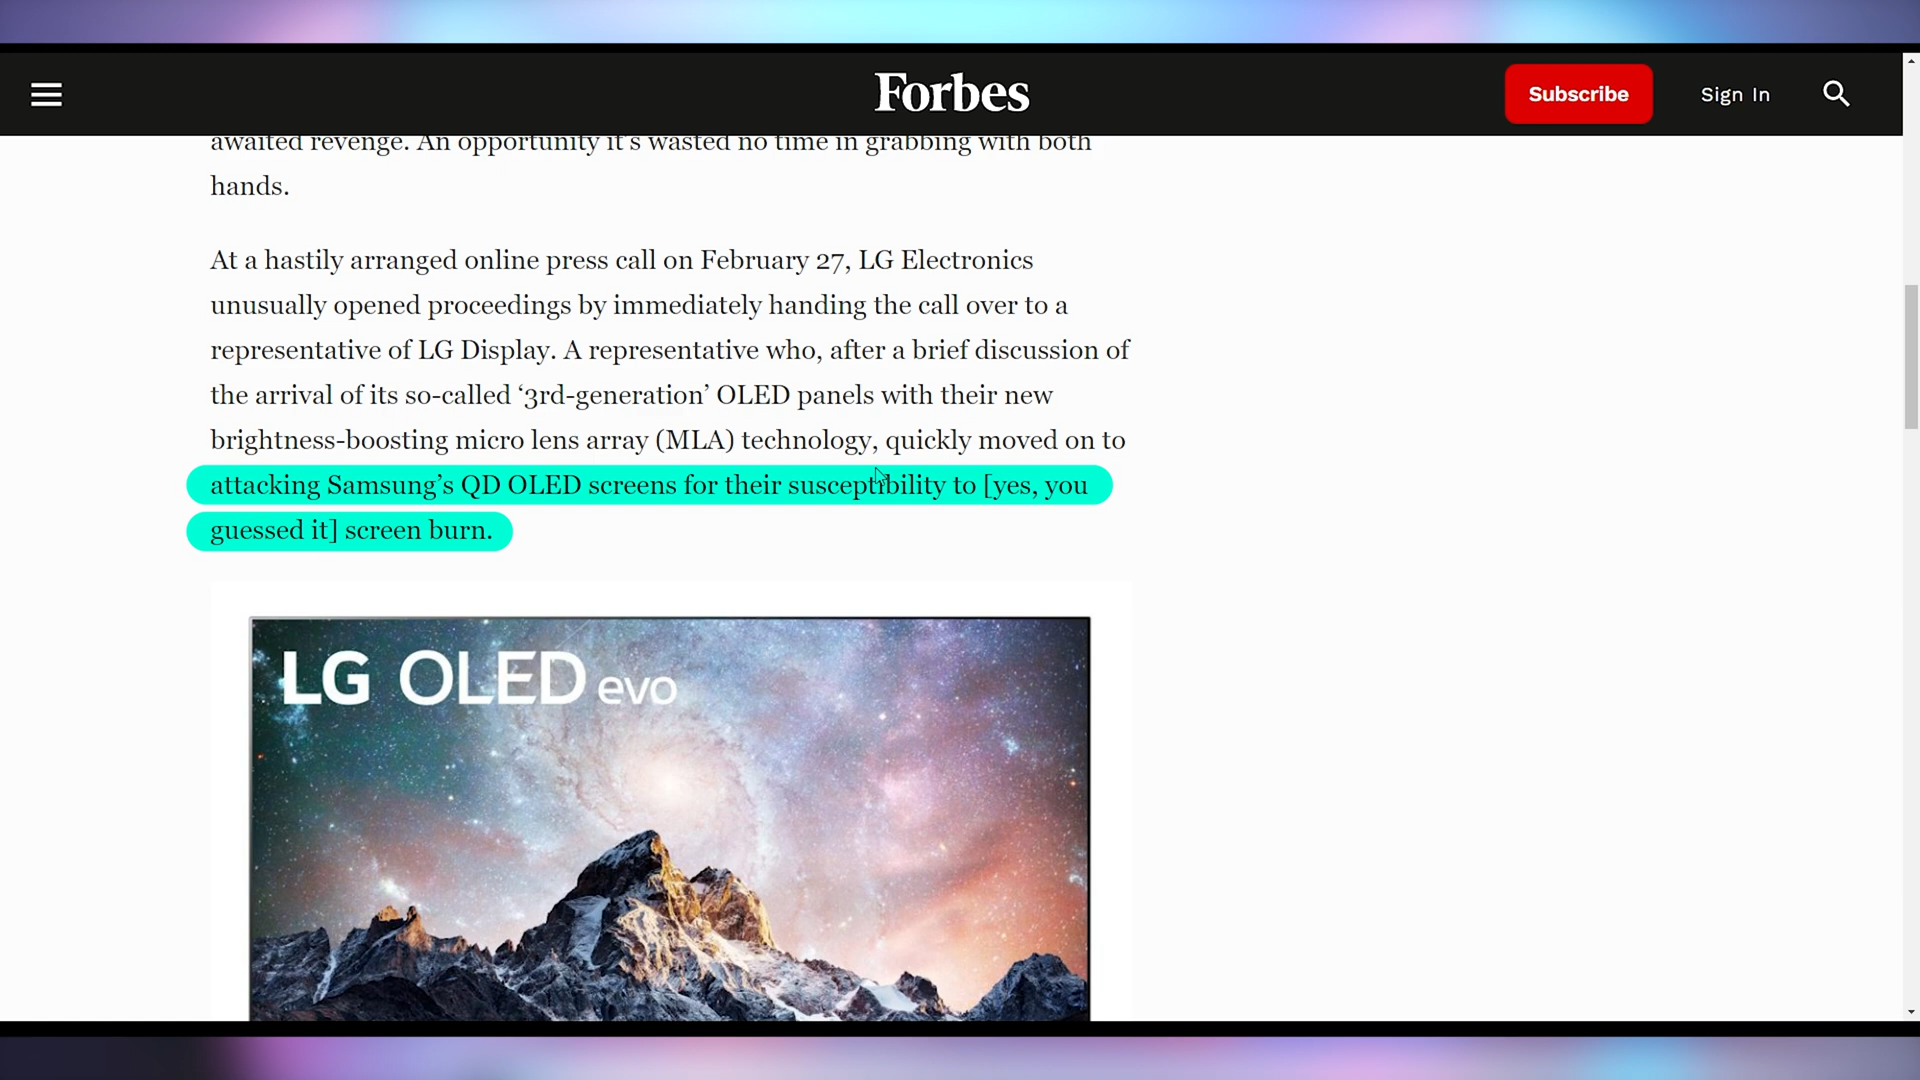 Forbes
Subscribe
Sign In
awaited revenge. An opportunity it's wasted no time in grabbing with both
hands.
At a hastily arranged online press call on February 27, LG Electronics
unusually opened proceedings by immediately handing the call over to a
representative of LG Display. A representative who, after a brief discussion of
the arrival of its so-called ‘3rd-generation’ OLED panels with their new
brightness-boosting micro lens array (MLA) technology, quickly moved on to
attacking Samsung’s QD OLED screens for their susceptibility to [yes, you
guessed it] screen burn.
LG OLED evo